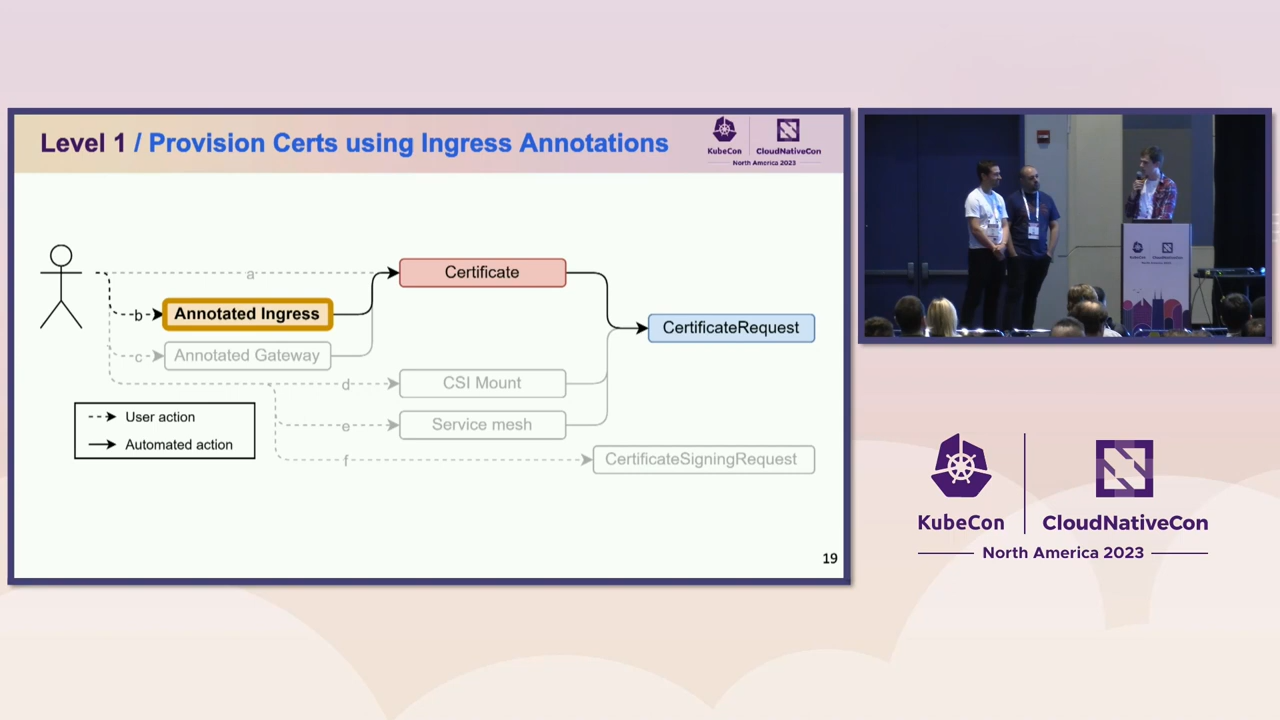 Level 1 / Provision Certs using Ingress Annotations
KubeCon
CloudNativeCon
North America 2023
a
Certificate
b
Annotated Ingress
CertificateRequest
c
Annotated Gateway
d
CSI Mount
User action
e
Service mesh
Automated action
f
CertificateSigningRequest
19
KubeCon
CloudNativeCon
North America 2023